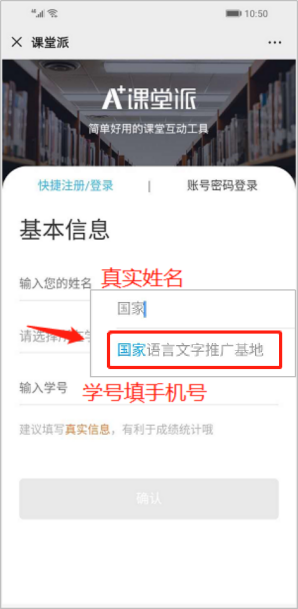 10:50
课堂派
A+课堂派
简单好用的课堂互动工具
快捷注册/登录 | 账号密码登录
基本信息
输入您的姓名 真实姓名
国家
请选择
国家语言文字推广基地
输入学号 学号填手机号
建议填写真实信息，有利于成绩统计哦
确认